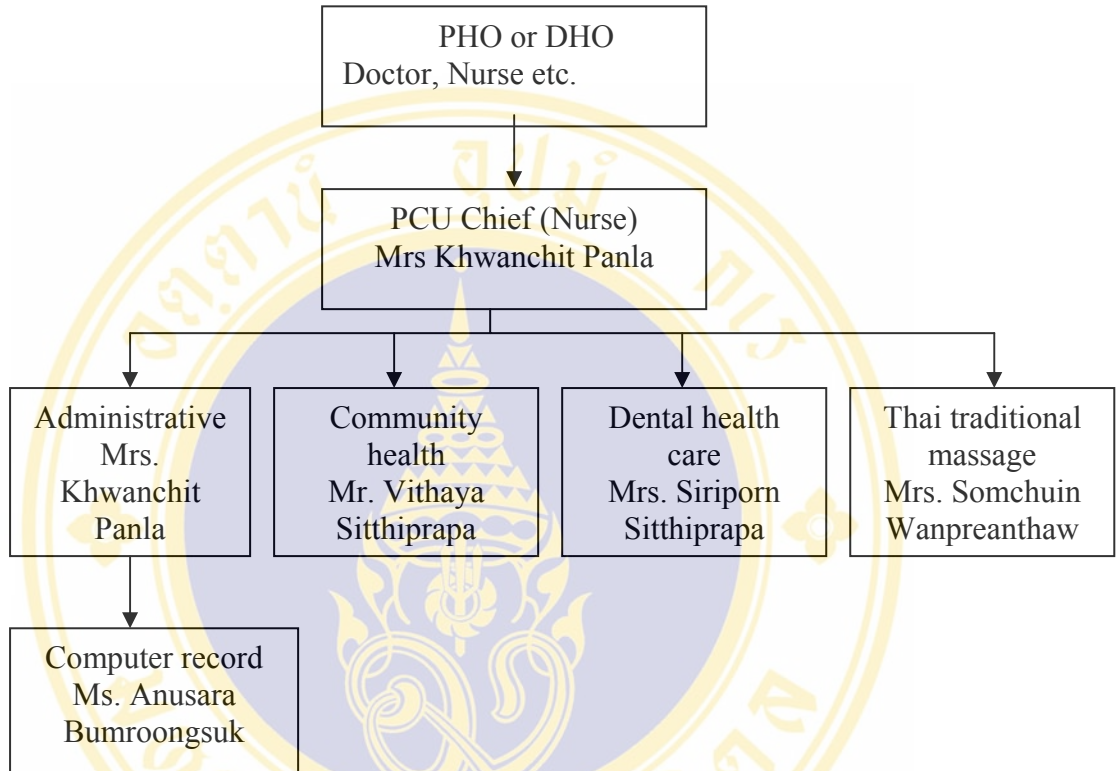 PHO or DHO
Doctor, Nurse etc.
PCU Chief (Nurse)
Mrs Khwanchit Panla
Administrative
Mrs.
Khwanchit
Panla
Community
health
Mr. Vithaya
Sitthiprapa
Dental health
care
Mrs. Siriporn
Sitthiprapa
Thai traditional
massage
Mrs. Somchuin
Wanpreanthaw
Computer record
Ms. Anusara
Bumroongsuk